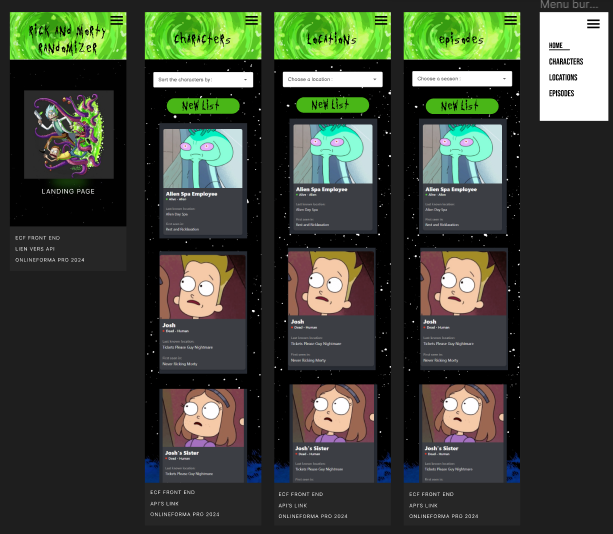 Menu bur...
Rick and Morty
Randomizer
LANDING PAGE
ECF FRONT END
LIEN VERS API
ONLINEFORMA PRO 2024
characters
Sort the characters by :
New List
Alien Spa Employee
Alive - Alien
Last known location:
Alien Day Spa
First seen in:
Rest and Ricklaxation
Josh
Dead - Human
Last known location:
Tickets Please Guy Nightmare
First seen in:
Never Ricking Morty
Josh's Sister
Dead - Human
Last known location:
Tickets Please Guy Nightmare
ECF FRONT END
API'S LINK
ONLINEFORMA PRO 2024
Locations
Choose a location :
New List
Alien Spa Employee
Alive - Alien
Last known location:
Alien Day Spa
First seen in:
Rest and Ricklaxation
Josh
Dead - Human
Last known location:
Tickets Please Guy Nightmare
First seen in:
Never Ricking Morty
Josh's Sister
Dead - Human
Last known location:
Tickets Please Guy Nightmare
First seen in:
ECF FRONT END
API'S LINK
ONLINEFORMA PRO 2024
episodes
Choose a season :
New List
Alien Spa Employee
Alive - Alien
Last known location:
Alien Day Spa
First seen in:
Rest and Ricklaxation
Josh
Dead - Human
Last known location:
Tickets Please Guy Nightmare
First seen in:
Never Ricking Morty
Josh's Sister
Dead - Human
Last known location:
Tickets Please Guy Nightmare
First seen in:
ECF FRONT END
API'S LINK
ONLINEFORMA PRO 2024
HOME
CHARACTERS
LOCATIONS
EPISODES